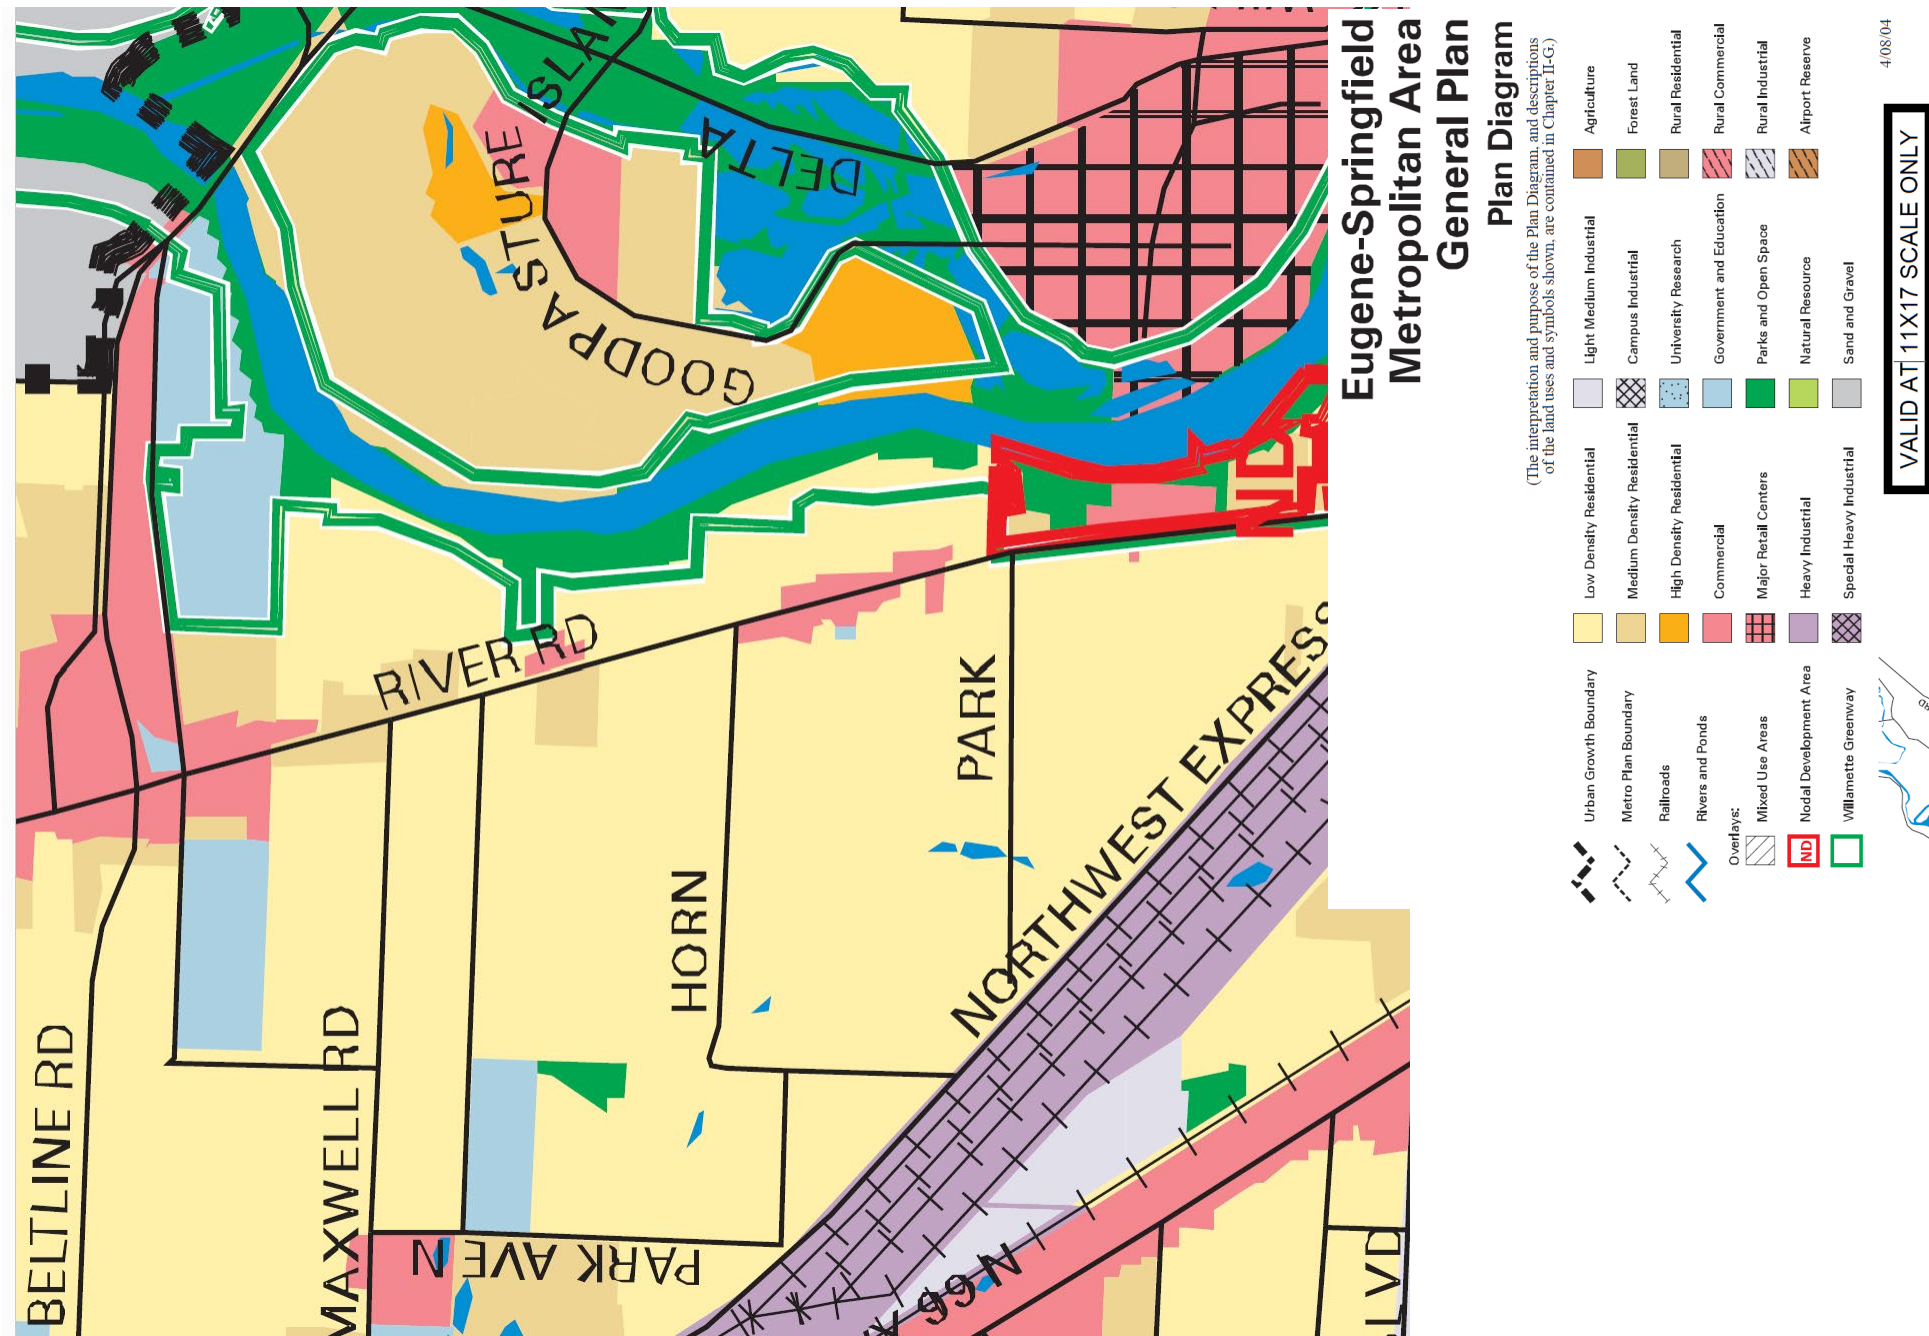 GOODPASTURE ISLA
DELTA
RIVER RD
PARK
HORN
NORTHWEST EXPRESS
BELTLINE RD
MAXWELL RD
PARK AVE N
99 N
LVD
ND
Eugene-Springfield
Metropolitan Area
General Plan
Plan Diagram
(The interpretation and purpose of the Plan Diagram, and descriptions
of the land uses and symbols shown, are contained in Chapter II-G.)
Urban Growth Boundary
Metro Plan Boundary
Railroads
Rivers and Ponds
Overlays:
Mixed Use Areas
ND
Nodal Development Area
Willamette Greenway
Low Density Residential
Medium Density Residential
High Density Residential
Commercial
Major Retail Centers
Heavy Industrial
Special Heavy Industrial
Light Medium Industrial
Campus Industrial
University Research
Government and Education
Parks and Open Space
Natural Resource
Sand and Gravel
Agriculture
Forest Land
Rural Residential
Rural Commercial
Rural Industrial
Airport Reserve
4/08/04
VALID AT 11X17 SCALE ONLY